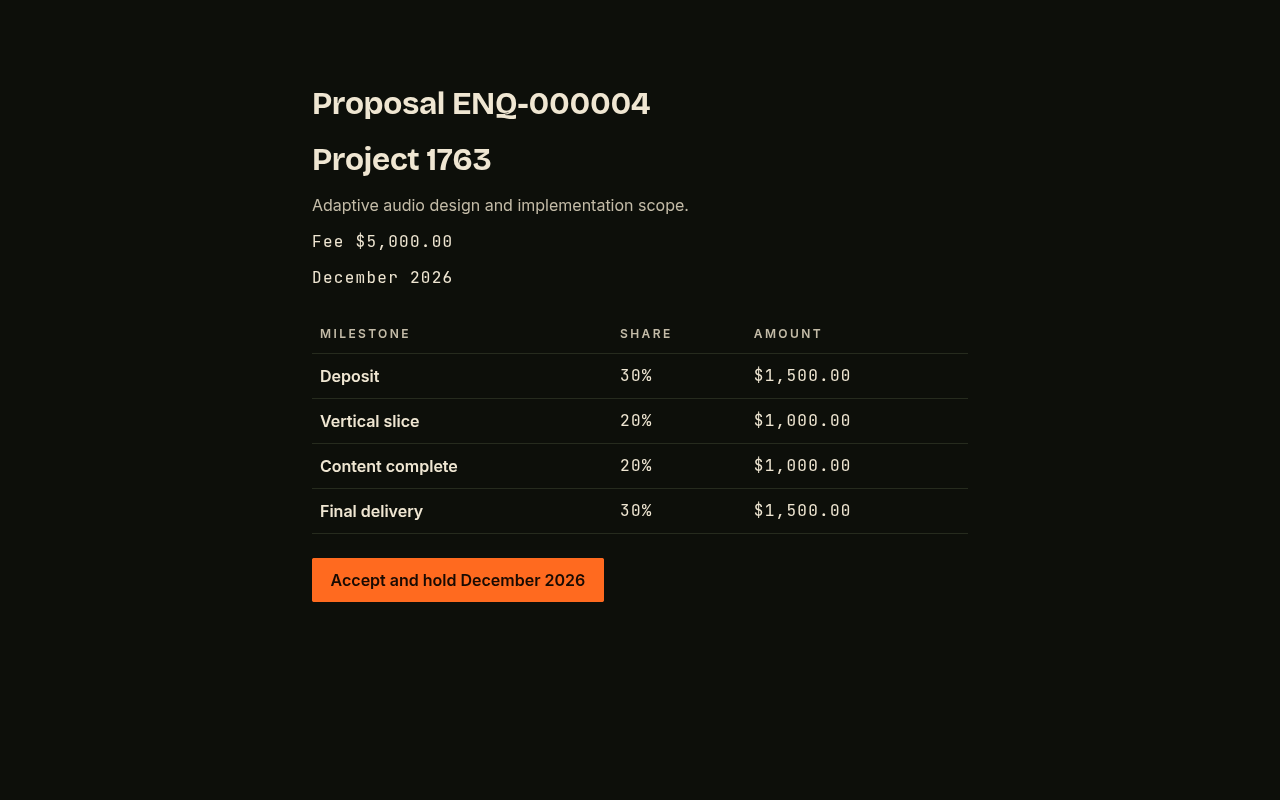 Proposal ENQ-000004
Project 1763
Adaptive audio design and implementation scope.
Fee $5,000.00
December 2026
MILESTONE SHARE AMOUNT
Deposit 30% $1,500.00
Vertical slice 20% $1,000.00
Content complete 20% $1,000.00
Final delivery 30% $1,500.00
Accept and hold December 2026